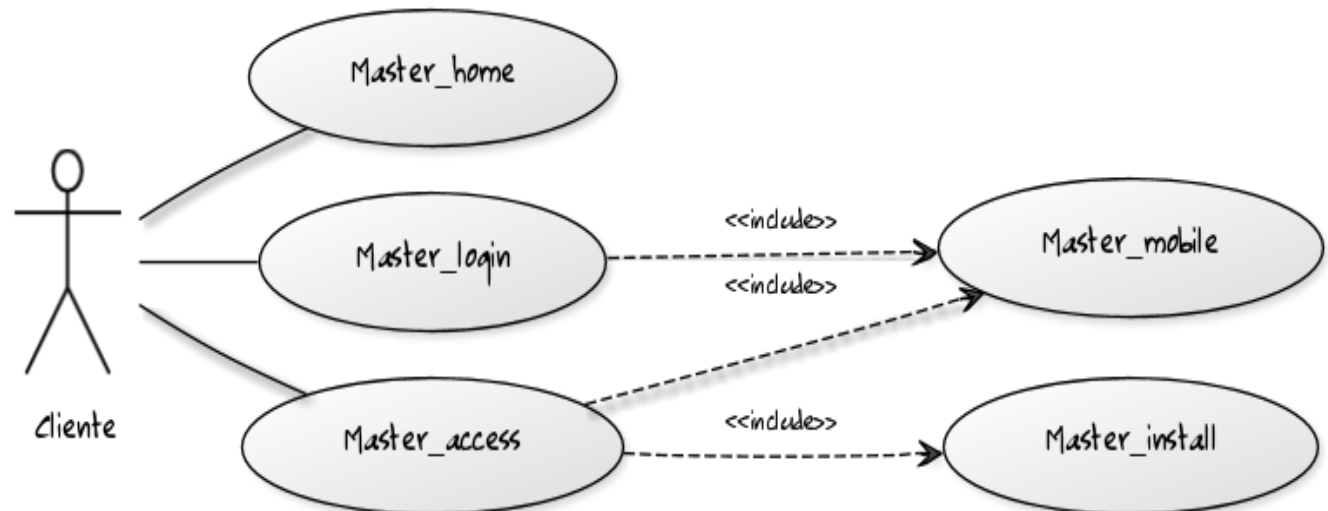 Master_home
Master_login
<<include>>
Master_mobile
<<include>>
Cliente
Master_access
<<include>>
Master_install